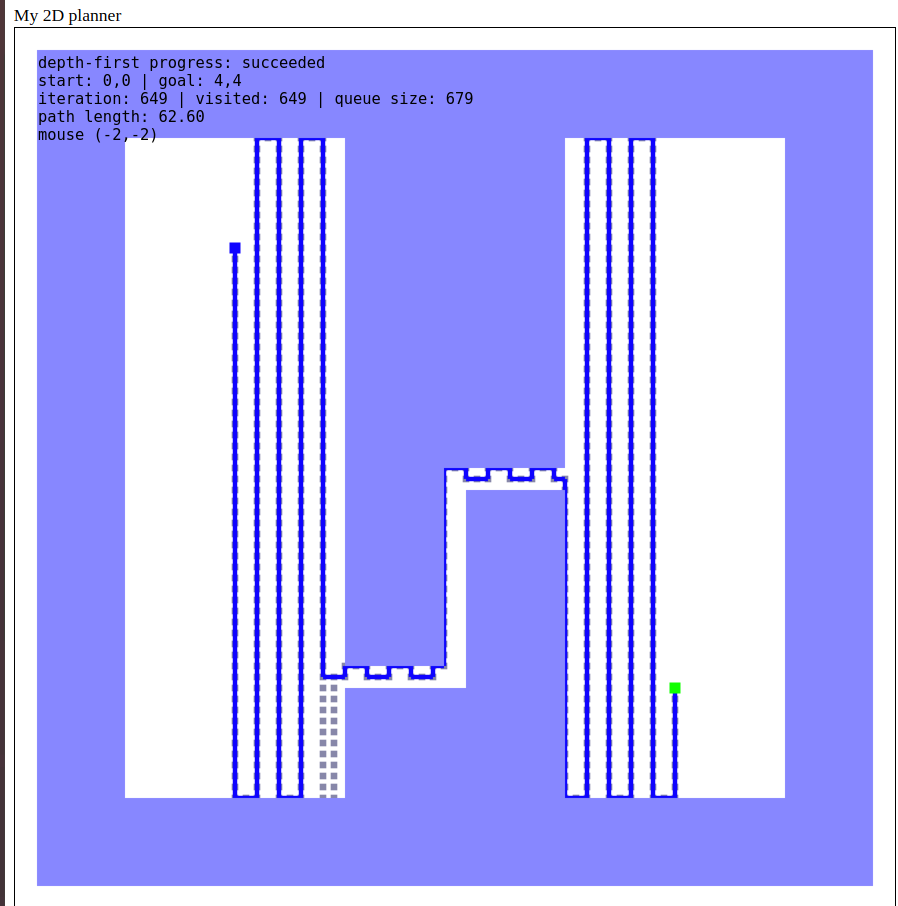 My 2D planner
depth-first progress: succeeded
start: 0,0 | goal: 4,4
iteration: 649 | visited: 649 | queue size: 679
path length: 62.60
mouse (-2,-2)